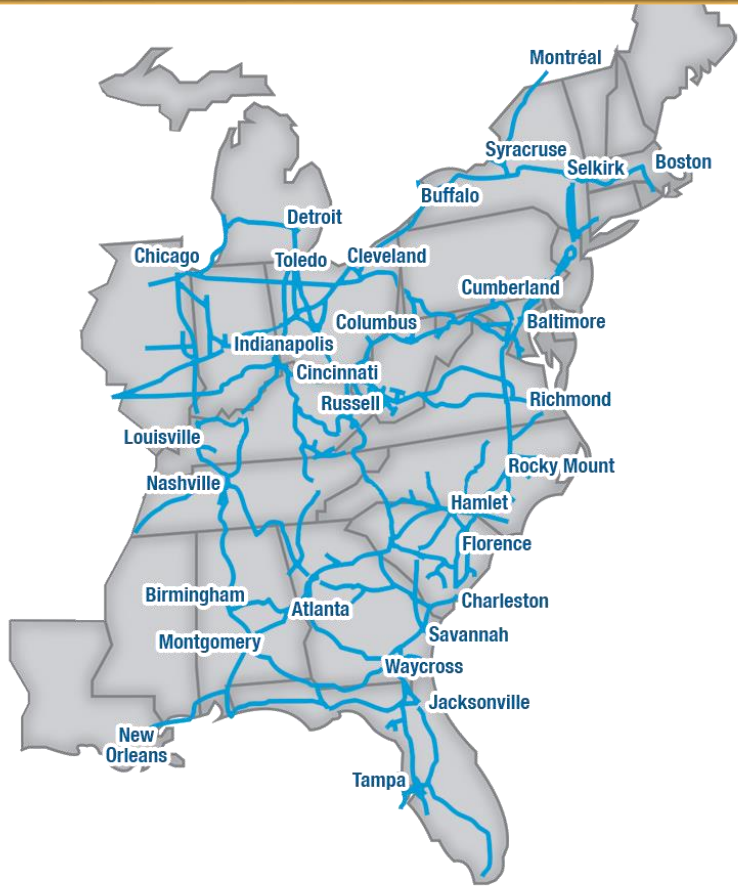 Montréal
Syracruse
Selkirk
Boston
Buffalo
Detroit
Chicago
Toledo
Cleveland
Cumberland
Columbus
Baltimore
Indianapolis
Cincinnati
Russell
Richmond
Louisville
Rocky Mount
Nashville
Hamlet
Florence
Birmingham
Atlanta
Charleston
Montgomery
Savannah
Waycross
Jacksonville
New
Orleans
Tampa